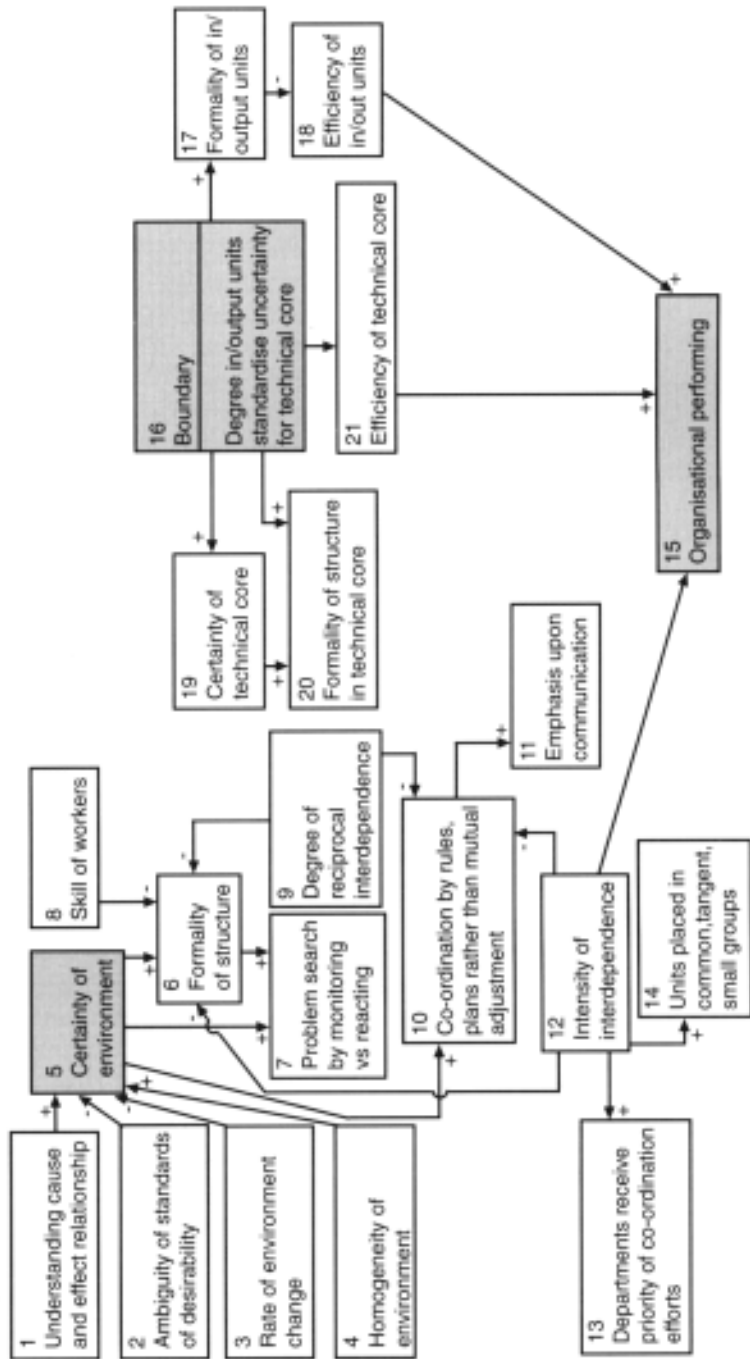 1
Understanding cause
and effect relationship
2
Ambiguity of standards
of desirability
3
Rate of environment
change
4
Homogeneity of
environment
5
Certainty of
environment
6
Formality
of structure
7
Problem search
by monitoring
vs reacting
8
Skill of workers
9
Degree of
reciprocal
interdependence
10
Co-ordination by rules,
plans rather than mutual
adjustment
11
Emphasis upon
communication
12
Intensity of
interdependence
13
Departments receive
priority of co-ordination
efforts
14
Units placed in
common,tangent,
small groups
15
Organisational performing
16
Boundary
Degree in/output units
standardise uncertainty
for technical core
17
Formality of in/
output units
18
Efficiency of
in/out units
19
Certainty of
technical core
20
Formality of structure
in technical core
21
Efficiency of technical core
+
-
-
+
+
+
+
-
-
-
+
-
-
+
+
+
+
+
+
+
-
+
+